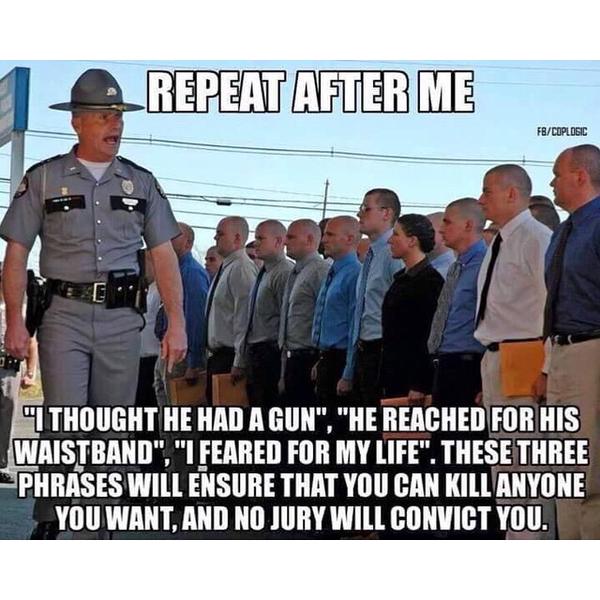 REPEAT AFTER ME
FB/COPLOGIC
"I THOUGHT HE HAD A GUN", "HE REACHED FOR HIS
WAISTBAND", "I FEARED FOR MY LIFE". THESE THREE
PHRASES WILL ENSURE THAT YOU CAN KILL ANYONE
YOU WANT, AND NO JURY WILL CONVICT YOU.